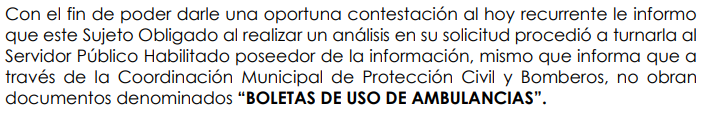 Con el fin de poder darle una oportuna contestación al hoy recurrente le informo
que este Sujeto Obligado al realizar un análisis en su solicitud procedió a turnarla al
Servidor Público Habilitado poseedor de la información, mismo que informa que a
través de la Coordinación Municipal de Protección Civil y Bomberos, no obran
documentos denominados “BOLETAS DE USO DE AMBULANCIAS”.